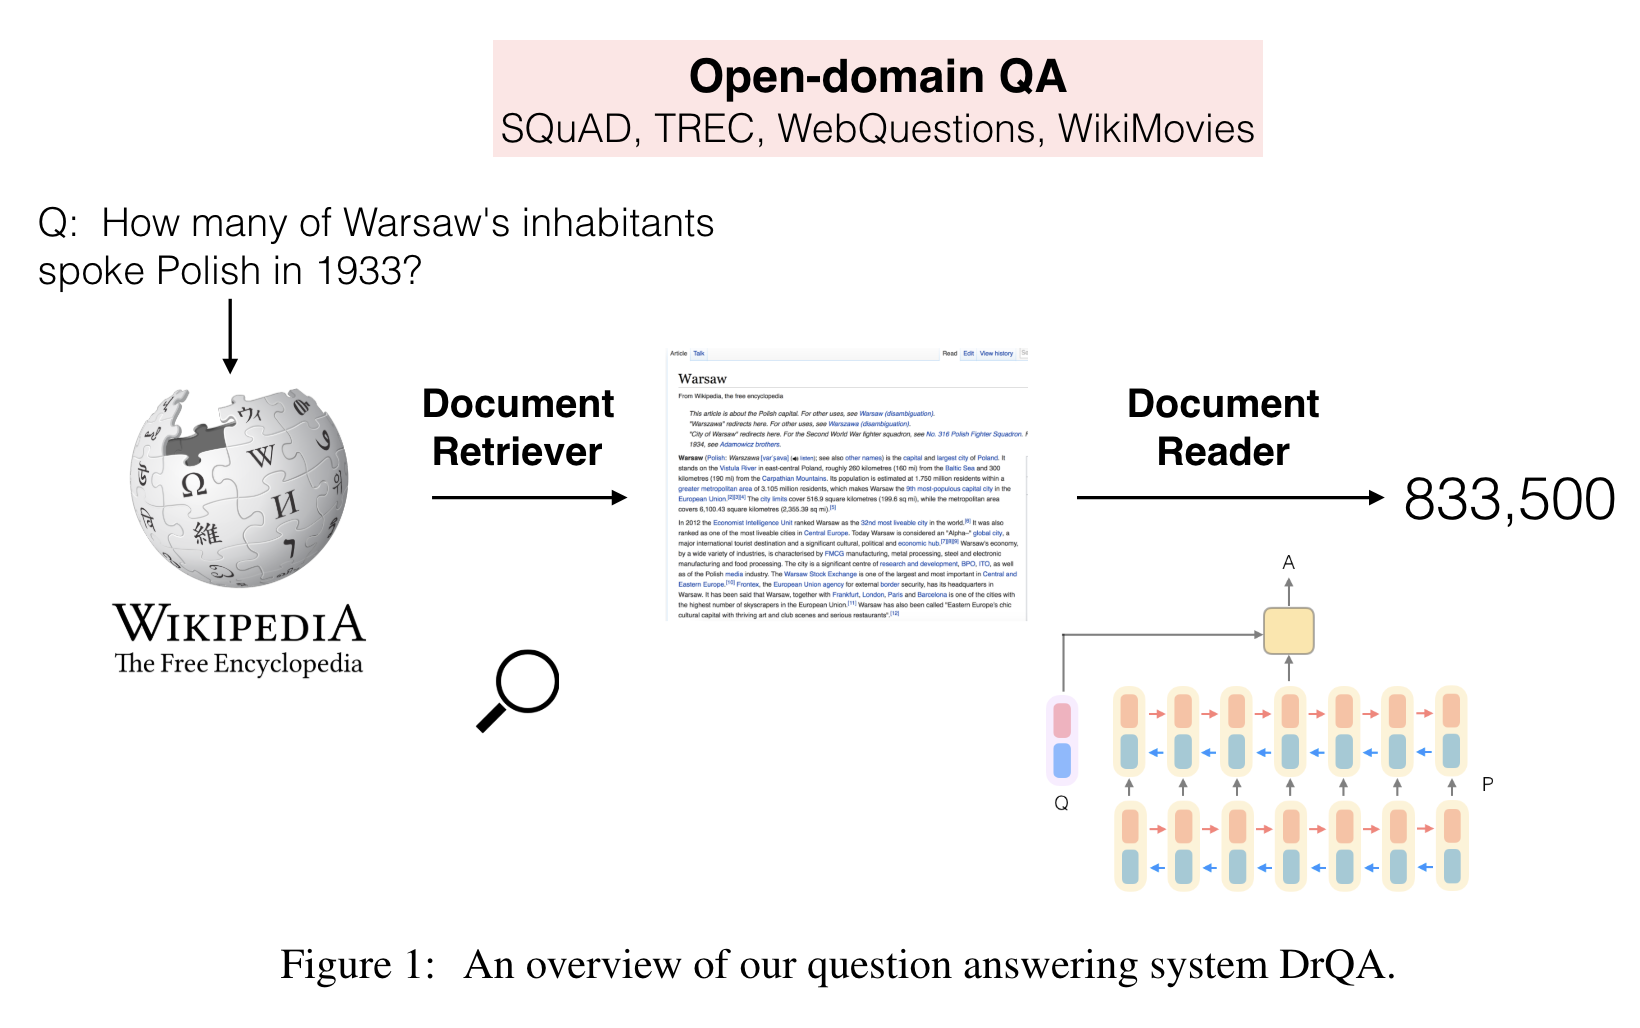 Open-domain QA
SQuAD, TREC, WebQuestions, WikiMovies
Q: How many of Warsaw's inhabitants
spoke Polish in 1933?
Document
Retriever
WIKIPEDIA
The Free Encyclopedia
Ω
W
И
維
ウィ
Article Talk Read Edit View history
Warsaw
From Wikipedia, the free encyclopedia
This article is about the Polish capital. For other uses, see Warsaw (disambiguation).
"Warszawa" redirects here. For other uses, see Warszawa (disambiguation).
"City of Warsaw" redirects here. For the Second World War fighter squadron, see No. 316 Polish Fighter Squadron.
1934, see Adamowicz brothers.
Warsaw (Polish: Warszawa [varˈʂava] ( listen); see also other names) is the capital and largest city of Poland. It
stands on the Vistula River in east-central Poland, roughly 260 kilometres (160 mi) from the Baltic Sea and 300
kilometres (190 mi) from the Carpathian Mountains. Its population is estimated at 1.750 million residents within a
greater metropolitan area of 3.105 million residents, which makes Warsaw the 9th most-populous capital city in the
European Union.[2][3][4] The city limits cover 516.9 square kilometres (199.6 sq mi), while the metropolitan area
covers 6,100.43 square kilometres (2,355.39 sq mi).[5]
In 2012 the Economist Intelligence Unit ranked Warsaw as the 32nd most liveable city in the world.[6] It was also
ranked as one of the most liveable cities in Central Europe. Today Warsaw is considered an "Alpha–" global city, a
major international tourist destination and a significant cultural, political and economic hub.[7][8][9] Warsaw's economy,
by a wide variety of industries, is characterised by FMCG manufacturing, metal processing, steel and electronic
manufacturing and food processing. The city is a significant centre of research and development, BPO, ITO, as well
as of the Polish media industry. The Warsaw Stock Exchange is one of the largest and most important in Central and
Eastern Europe.[10] Frontex, the European Union agency for external border security, has its headquarters in
Warsaw. It has been said that Warsaw, together with Frankfurt, London, Paris and Barcelona is one of the cities with
the highest number of skyscrapers in the European Union.[11] Warsaw has also been called "Eastern Europe's chic
cultural capital with thriving art and club scenes and serious restaurants".[12]
Document
Reader
833,500
A
Q
P
Figure 1: An overview of our question answering system DrQA.